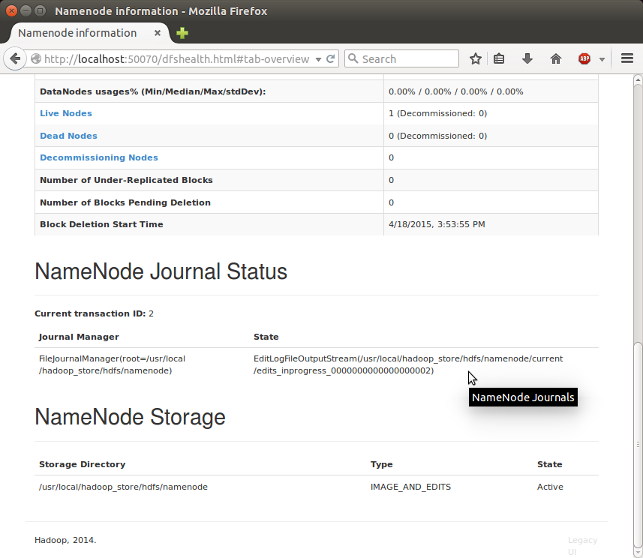 Namenode information - Mozilla Firefox
Namenode information
http://localhost:50070/dfshealth.html#tab-overview
Search
ABP
DataNodes usages% (Min/Median/Max/stdDev): 0.00% / 0.00% / 0.00% / 0.00%
Live Nodes 1 (Decommissioned: 0)
Dead Nodes 0 (Decommissioned: 0)
Decommissioning Nodes 0
Number of Under-Replicated Blocks 0
Number of Blocks Pending Deletion 0
Block Deletion Start Time 4/18/2015, 3:53:55 PM
NameNode Journal Status
Current transaction ID: 2
Journal Manager State
FileJournalManager(root=/usr/local EditLogFileOutputStream(/usr/local/hadoop_store/hdfs/namenode/current
/hadoop_store/hdfs/namenode) /edits_inprogress_0000000000000000002)
NameNode Journals
NameNode Storage
Storage Directory Type State
/usr/local/hadoop_store/hdfs/namenode IMAGE_AND_EDITS Active
Hadoop, 2014. Legacy
UI